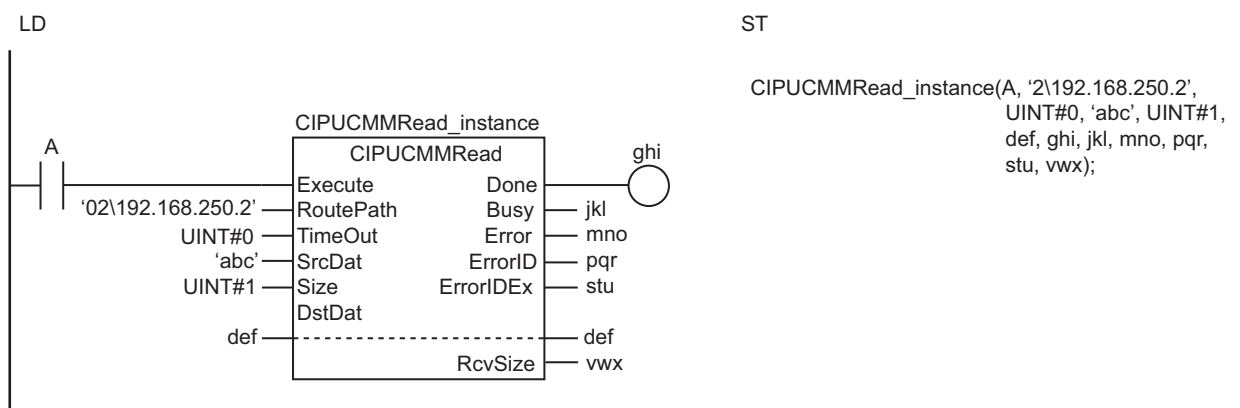 LD
ST
CIPUCMMRead_instance(A, ‘2\192.168.250.2’,
UINT#0, ‘abc’, UINT#1,
def, ghi, jkl, mno, pqr,
stu, vwx);
CIPUCMMRead_instance
A
CIPUCMMRead
ghi
Execute
Done
‘02\192.168.250.2’
RoutePath
Busy
jkl
UINT#0
TimeOut
Error
mno
‘abc’
SrcDat
ErrorID
pqr
UINT#1
Size
ErrorIDEx
stu
DstDat
def
def
RcvSize
vwx